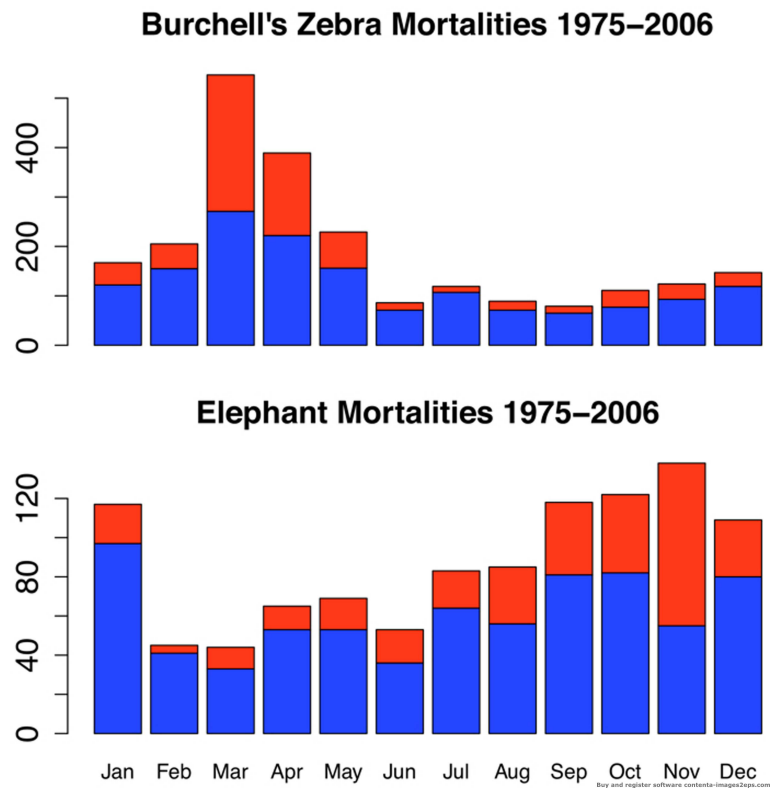 Burchell's Zebra Mortalities 1975–2006
400
200
0
Elephant Mortalities 1975–2006
120
80
40
0
Jan Feb Mar Apr May Jun Jul Aug Sep Oct Nov Dec
Buy and register software contenta-images2eps.com